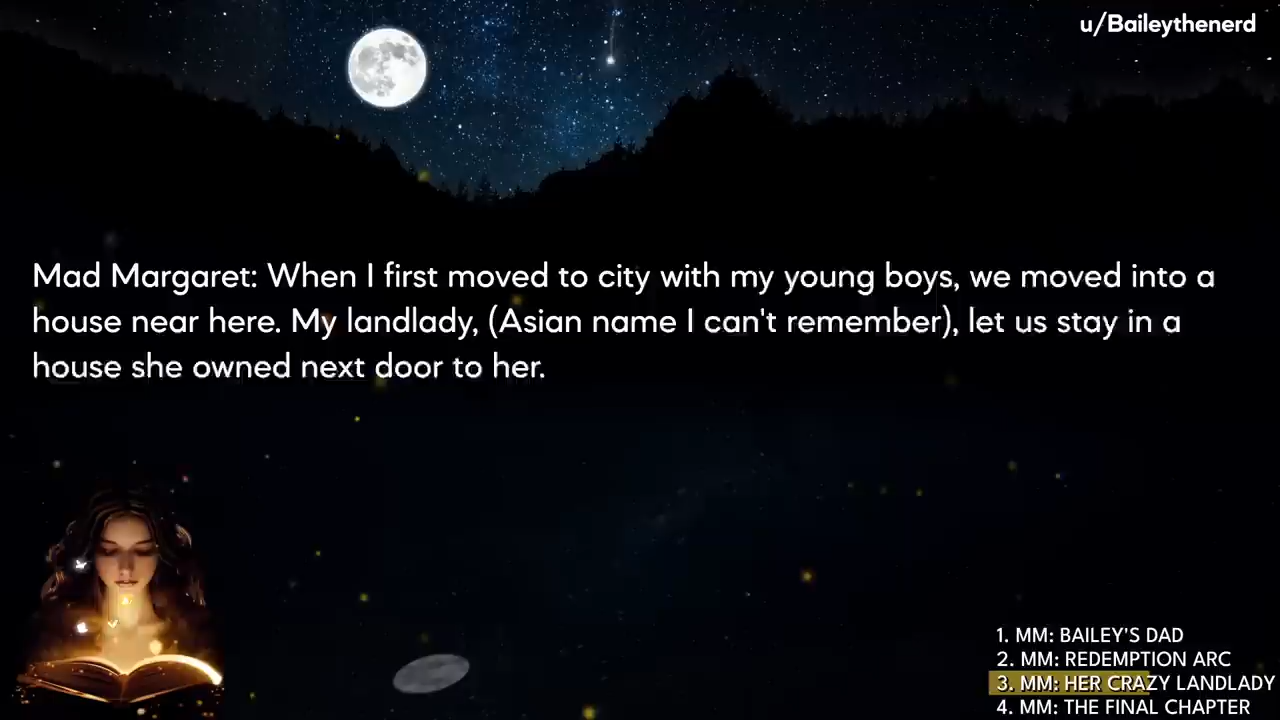 u/Baileythenerd
Mad Margaret: When I first moved to city with my young boys, we moved into a
house near here. My landlady, (Asian name I can't remember), let us stay in a
house she owned next door to her.
1. MM: BAILEY'S DAD
2. MM: REDEMPTION ARC
3. MM: HER CRAZY LANDLADY
4. MM: THE FINAL CHAPTER